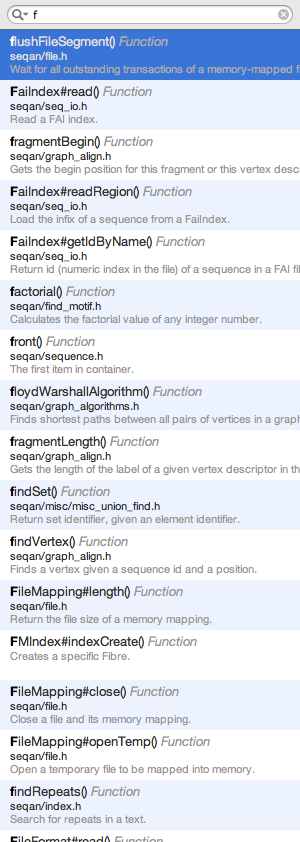 f
flushFileSegment() Function
seqan/file.h
Wait for all outstanding transactions of a memory-mapped f
FaiIndex#read() Function
seqan/seq_io.h
Read a FAI index.
fragmentBegin() Function
seqan/graph_align.h
Gets the begin position for this fragment or this vertex desc
FaiIndex#readRegion() Function
seqan/seq_io.h
Load the infix of a sequence from a FaiIndex.
FaiIndex#getIdByName() Function
seqan/seq_io.h
Return id (numeric index in the file) of a sequence in a FAI fi
factorial() Function
seqan/find_motif.h
Calculates the factorial value of any integer number.
front() Function
seqan/sequence.h
The first item in container.
floydWarshallAlgorithm() Function
seqan/graph_algorithms.h
Finds shortest paths between all pairs of vertices in a graph
fragmentLength() Function
seqan/graph_align.h
Gets the length of the label of a given vertex descriptor in th
findSet() Function
seqan/misc/misc_union_find.h
Return set identifier, given an element identifier.
findVertex() Function
seqan/graph_align.h
Finds a vertex given a sequence id and a position.
FileMapping#length() Function
seqan/file.h
Return the file size of a memory mapping.
FMIndex#indexCreate() Function
Creates a specific Fibre.
FileMapping#close() Function
seqan/file.h
Close a file and its memory mapping.
FileMapping#openTemp() Function
seqan/file.h
Open a temporary file to be mapped into memory.
findRepeats() Function
seqan/index.h
Search for repeats in a text.
FileFormat#read() Function